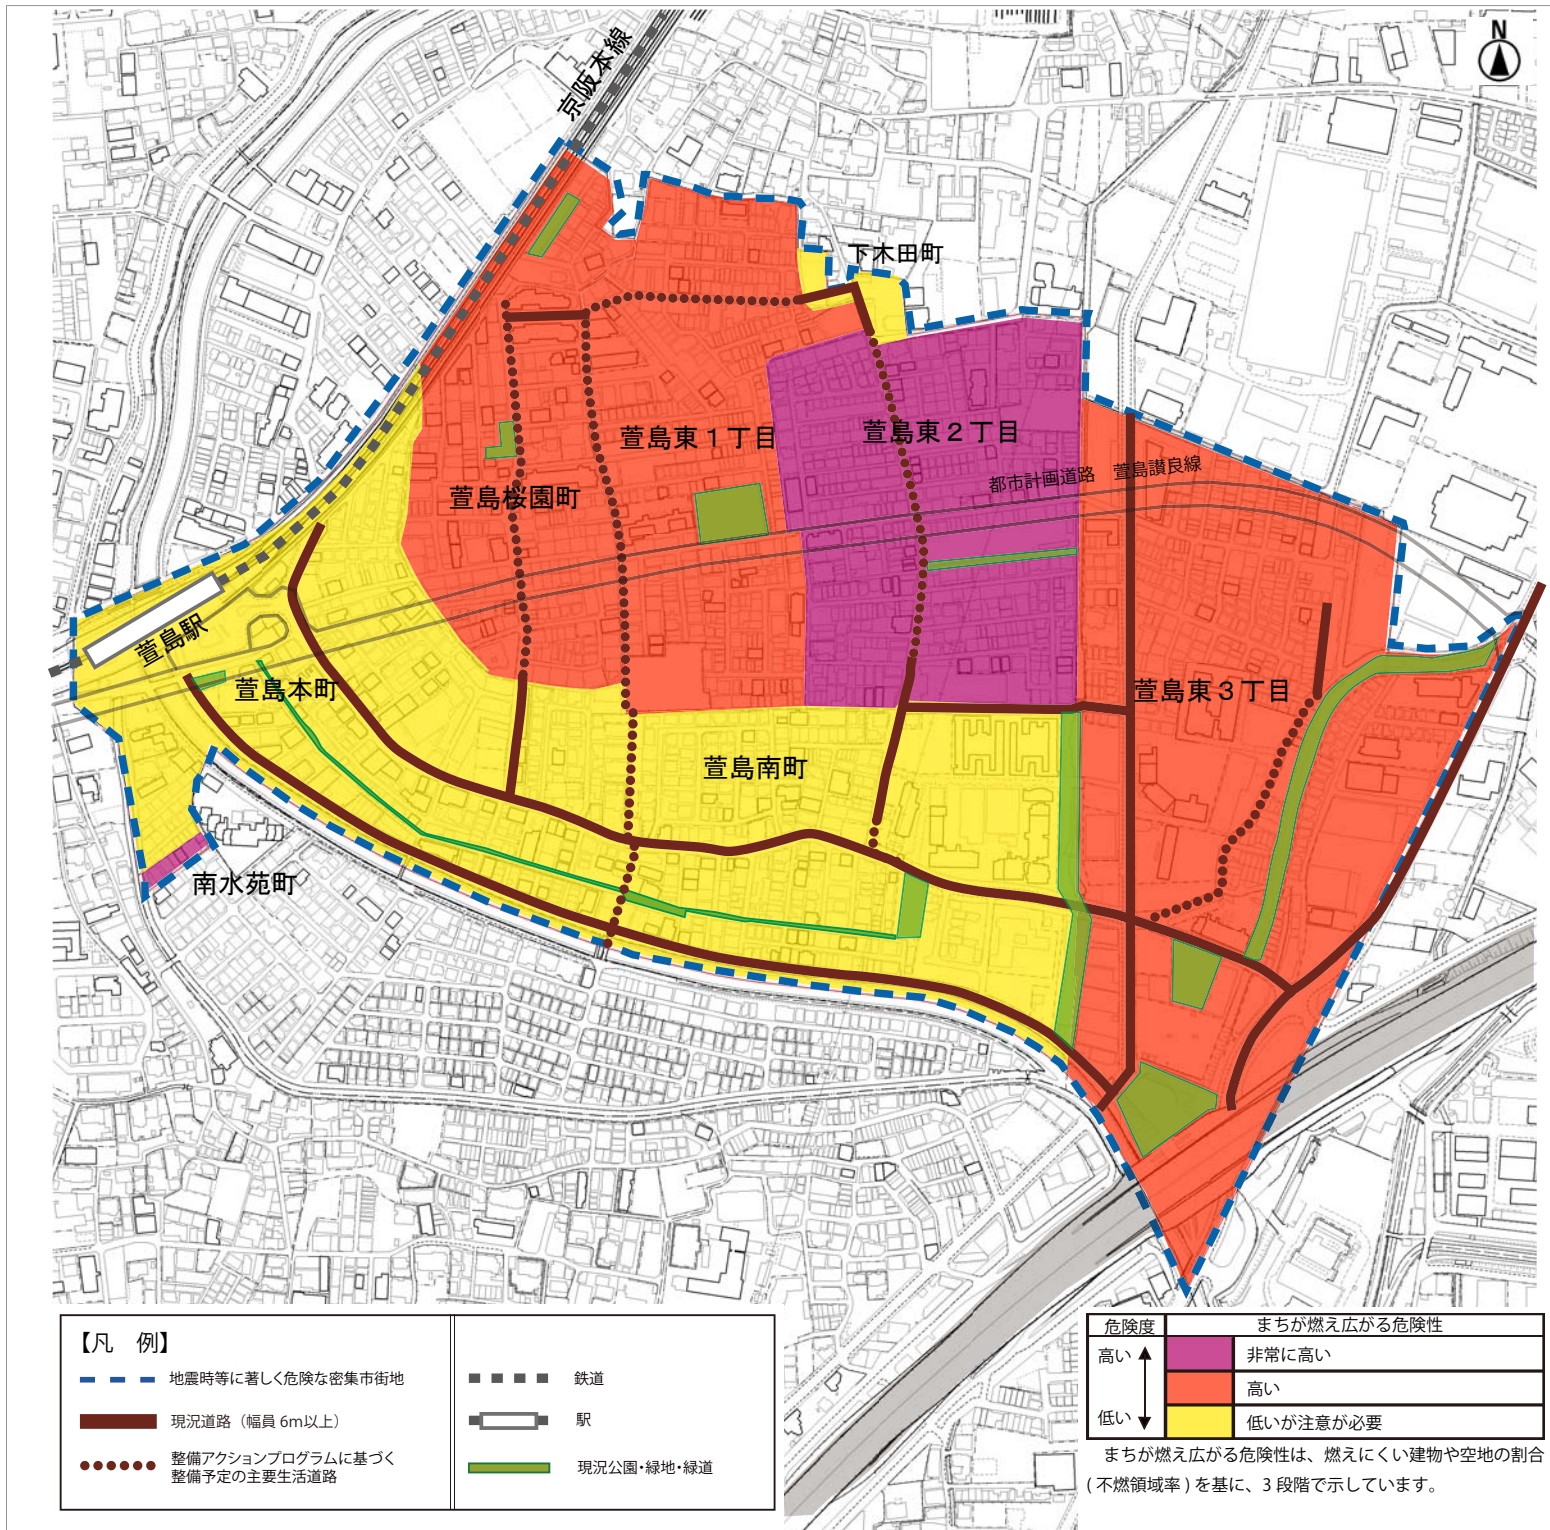 N
京阪本線
下木田町
萱島東１丁目
萱島東２丁目
都市計画道路　萱島讃良線
萱島桜園町
萱島駅
萱島本町
萱島東３丁目
萱島南町
南水苑町
【凡　例】
地震時等に著しく危険な密集市街地
現況道路（幅員 6m以上）
整備アクションプログラムに基づく
整備予定の主要生活道路
鉄道
駅
現況公園・緑地・緑道
危険度　まちが燃え広がる危険性
高い　非常に高い
高い
低い　低いが注意が必要
まちが燃え広がる危険性は、燃えにくい建物や空地の割合
( 不燃領域率 ) を基に、3 段階で示しています。